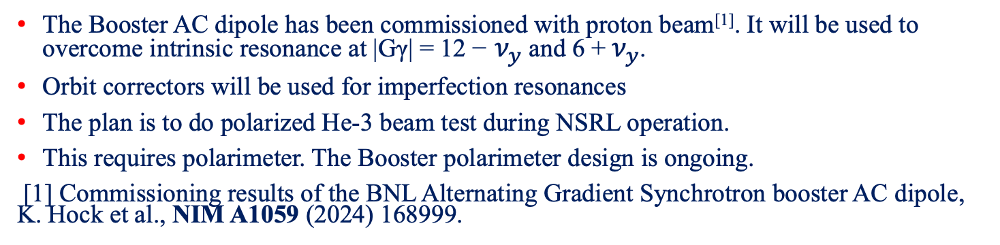 • The Booster AC dipole has been commissioned with proton beam[1]. It will be used to
overcome intrinsic resonance at |Gγ| = 12 − νy and 6 + νy.
• Orbit correctors will be used for imperfection resonances
• The plan is to do polarized He-3 beam test during NSRL operation.
• This requires polarimeter. The Booster polarimeter design is ongoing.
[1] Commissioning results of the BNL Alternating Gradient Synchrotron booster AC dipole,
K. Hock et al., NIM A1059 (2024) 168999.